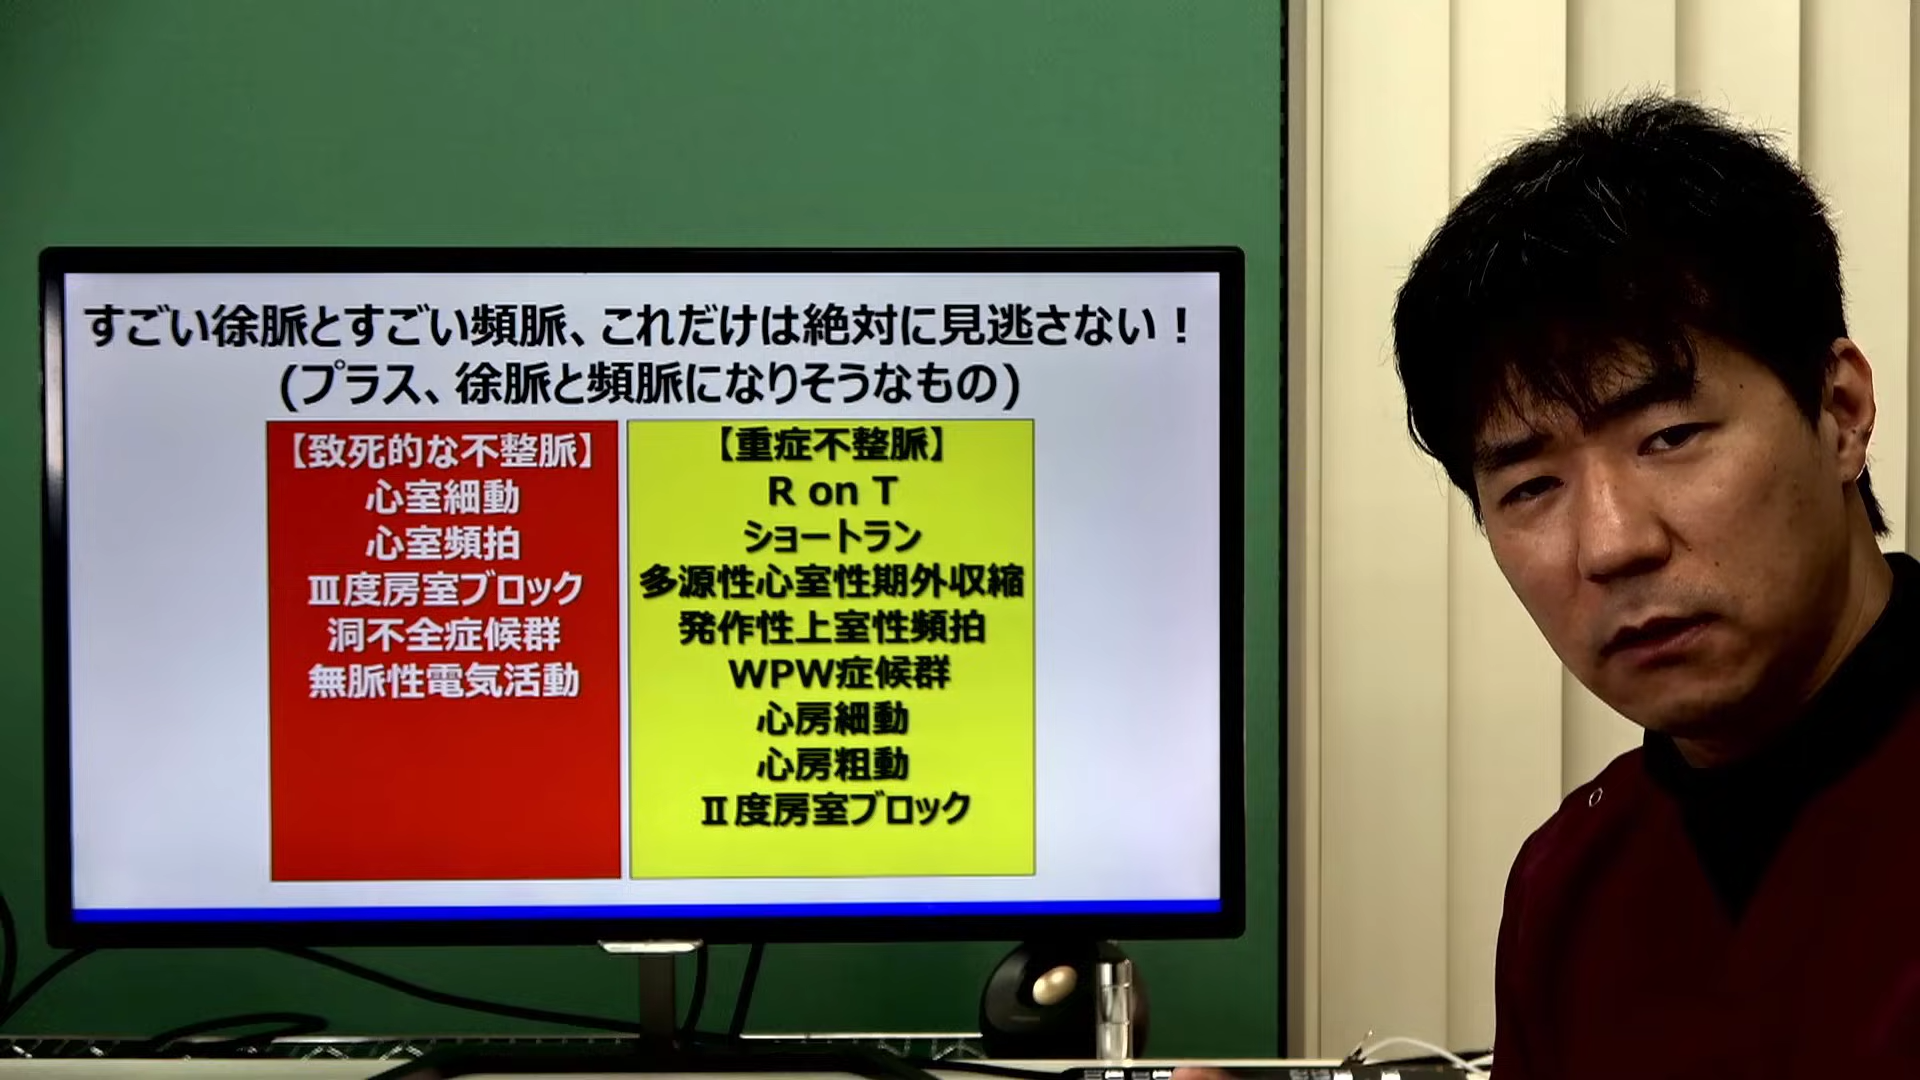 すごい徐脈とすごい頻脈、これだけは絶対に見逃さない！
(プラス、徐脈と頻脈になりそうなもの)
【致死的な不整脈】
心室細動
心室頻拍
Ⅲ度房室ブロック
洞不全症候群
無脈性電気活動
【重症不整脈】
R on T
ショートラン
多源性心室性期外収縮
発作性上室性頻拍
WPW症候群
心房細動
心房粗動
Ⅱ度房室ブロック